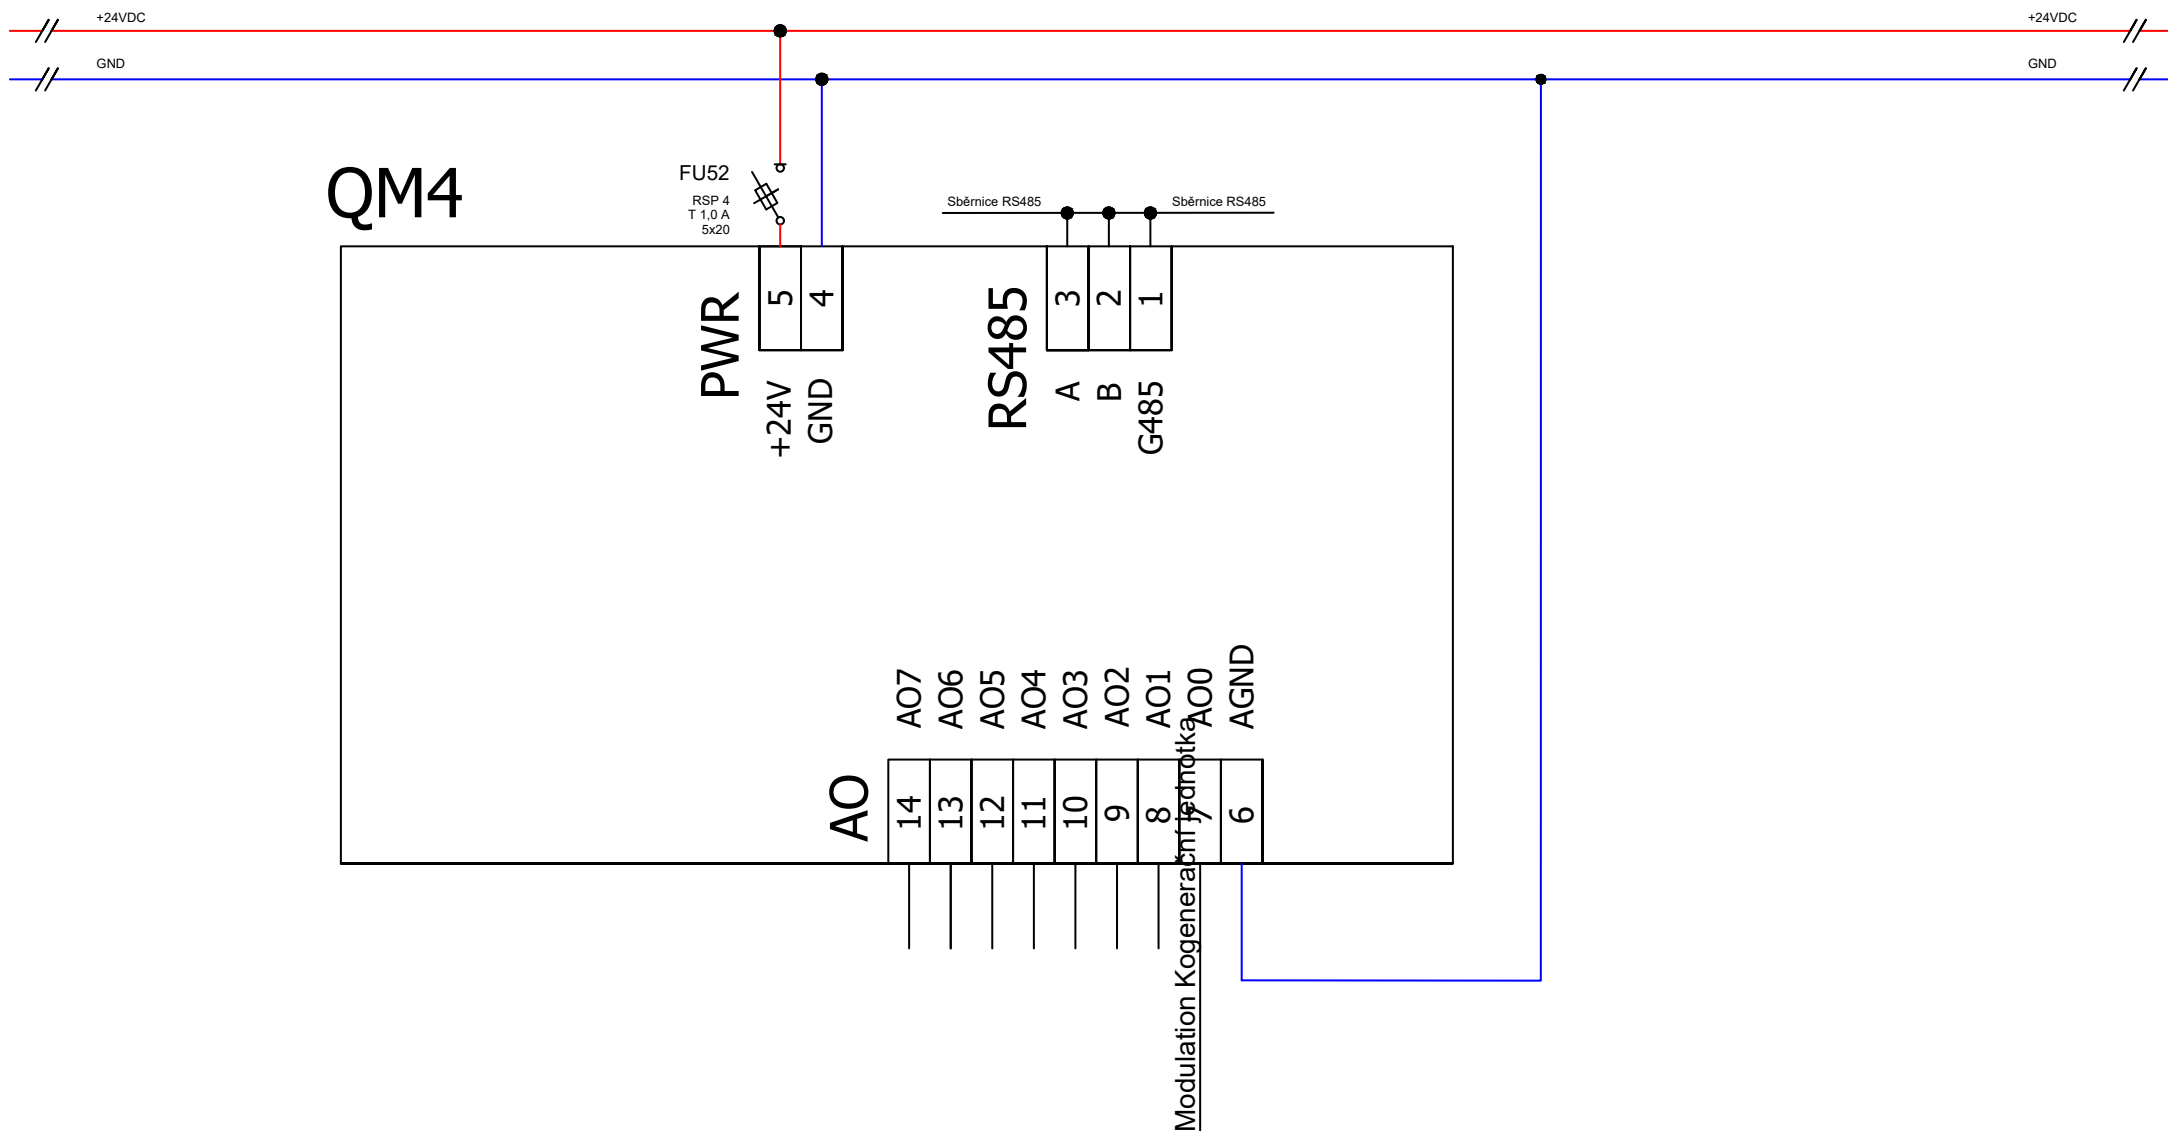 +24VDC
+24VDC
GND
GND
QM4
FU52
RSP 4
T 1,0 A
5x20
Sběrnice RS485
Sběrnice RS485
PWR
5
4
+24V
GND
RS485
3
2
1
A
B
G485
AO7
AO6
AO5
AO4
AO3
AO2
AO1
AO0
AGND
AO
14
13
12
11
10
9
8
7
6
Modulation Kogenerační jednotka